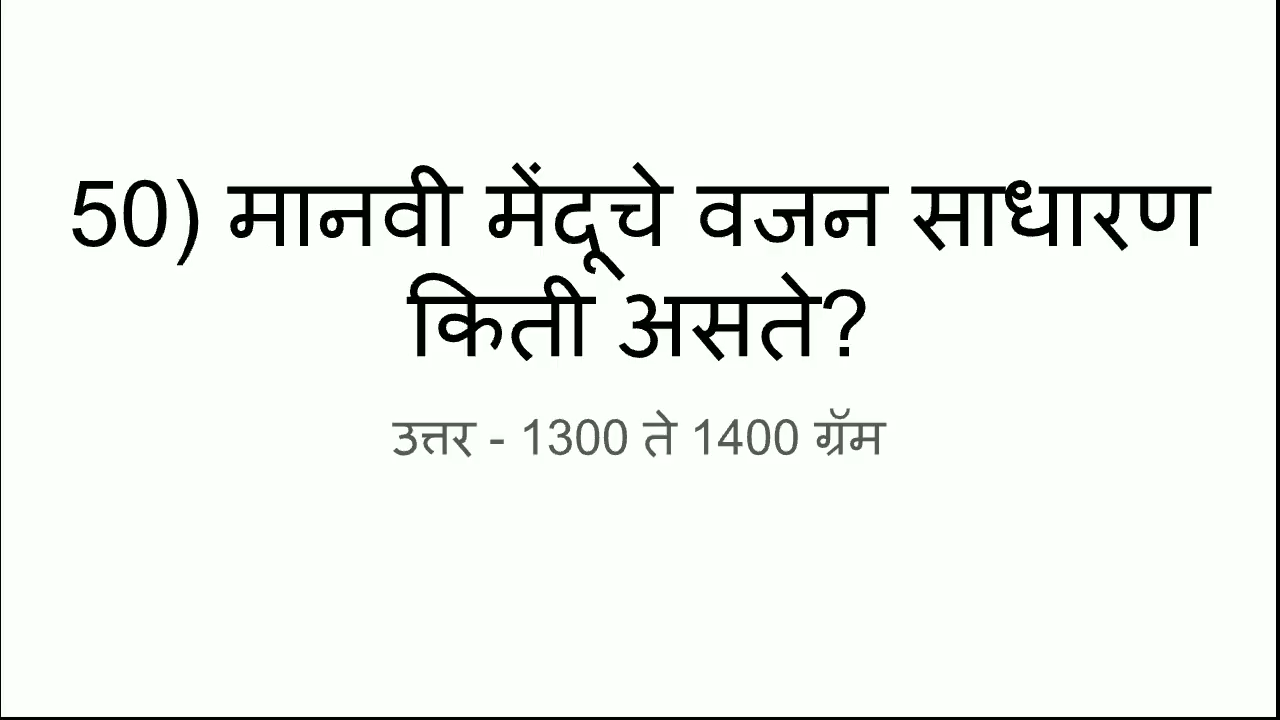 50) मानवी मेंदूचे वजन साधारण
किती असते?
उत्तर - 1300 ते 1400 ग्रॅम